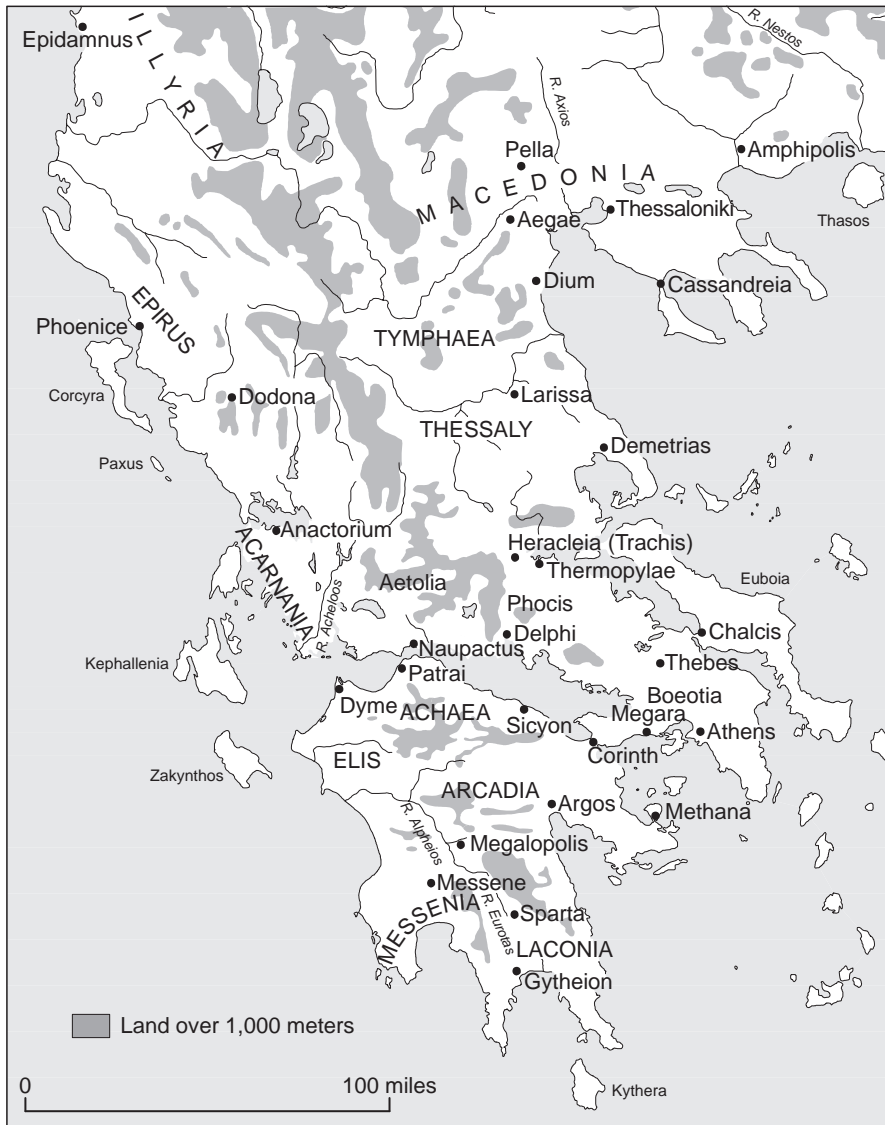 R. Nestos
Epidamnus
ILLYRIA
R. Axios
Pella
Amphipolis
MACEDONIA
Thessaloniki
Thasos
Aegae
Dium
Cassandreia
EPIRUS
Phoenice
TYMPHAEA
Corcyra
Dodona
Larissa
THESSALY
Demetrias
Paxus
Anactorium
ACARNANIA
Heracleia (Trachis)
Thermopylae
Aetolia
Euboia
R. Acheloos
Phocis
Delphi
Chalcis
Naupactus
Kephallenia
Thebes
Patrai
Dyme
ACHAEA
Boeotia
Sicyon
Megara
Athens
Corinth
Zakynthos
ELIS
ARCADIA
Argos
Methana
R. Alpheios
Megalopolis
Messene
MESSENIA
R. Eurotas
Sparta
LACONIA
Gytheion
Land over 1,000 meters
0
100 miles
Kythera